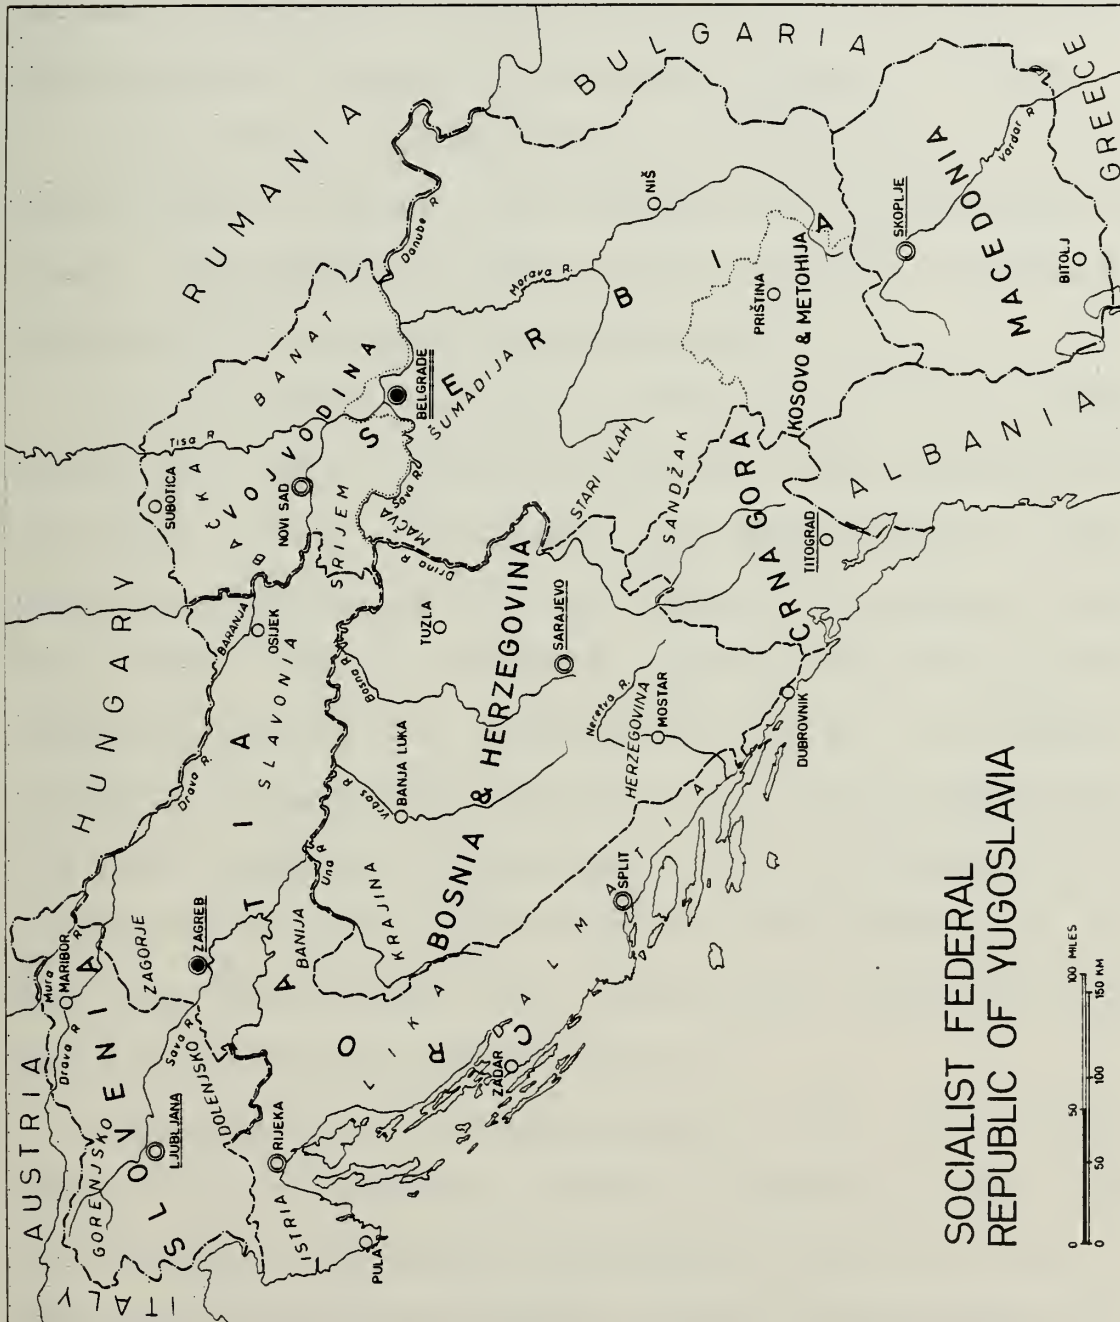 AUSTRIA
ITALY
HUNGARY
RUMANIA
BULGARIA
GREECE
ALBANIA
SLOVENIA
GORENJSKO
LJUBLJANA
DOLENJSKO
MARIBOR
Mura R
Drava R.
Sava R.
CROATIA
ZAGORJE
ZAGREB
ISTRIA
PULA
RIJEKA
LIKA
BANIJA
SLAVONIA
Drava R.
BARANJA
OSIJEK
DALMATIA
ZADAR
SPLIT
DUBROVNIK
BOSNIA & HERZEGOVINA
KRAJINA
Una R
Vrbas R
BANJA LUKA
Bosna R.
TUZLA
SARAJEVO
Drina R
Neretva R.
HERZEGOVINA
MOSTAR
SERBIA
VOJVODINA
BAČKA
SUBOTICA
Tisa R
BANAT
NOVI SAD
SRIJEM
MAČVA
Sava R.
BELGRADE
Danube R
ŠUMADIJA
Morava R.
NIŠ
STARI VLAH
SANDŽAK
PRIŠTINA
KOSOVO & METOHIJA
CRNA GORA
TITOGRAD
MACEDONIA
SKOPLJE
Vardar R
BITOLJ
SOCIALIST FEDERAL
REPUBLIC OF YUGOSLAVIA
0 50 100 MILES
0 50 100 150 KM